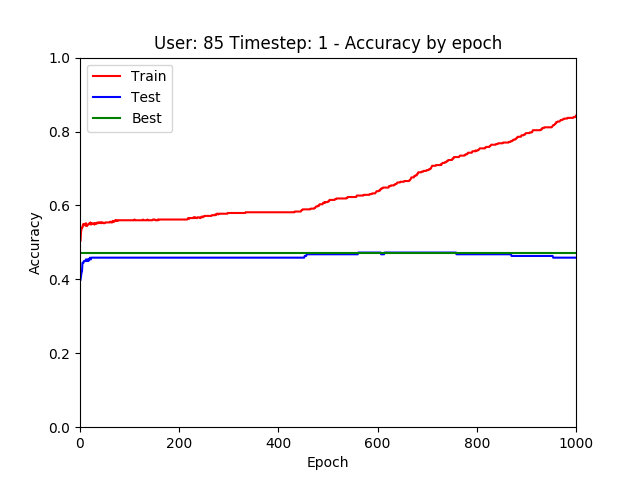 User: 85 Timestep: 1 - Accuracy by epoch
1.0
0.8
0.6
0.4
0.2
0.0
Accuracy
Train
Test
Best
0 200 400 600 800 1000
Epoch